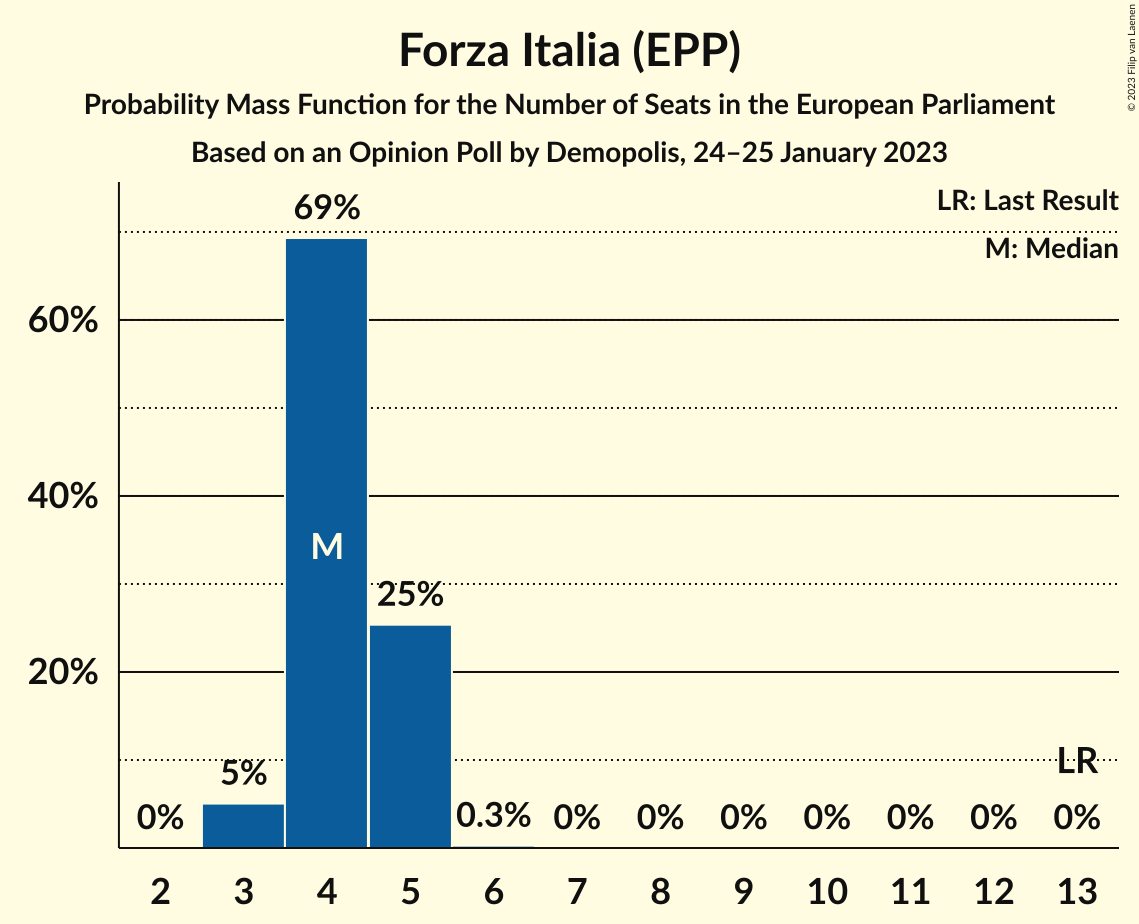 Forza Italia (EPP)
Probability Mass Function for the Number of Seats in the European Parliament
Based on an Opinion Poll by Demopolis, 24–25 January 2023
© 2023 Filip van Laenen
LR: Last Result
M: Median
69%
60%
40%
M
25%
20%
5%
LR
0%
0.3%
0%
0%
0%
0%
0%
0%
0%
2 3 4 5 6 7 8 9 10 11 12 13